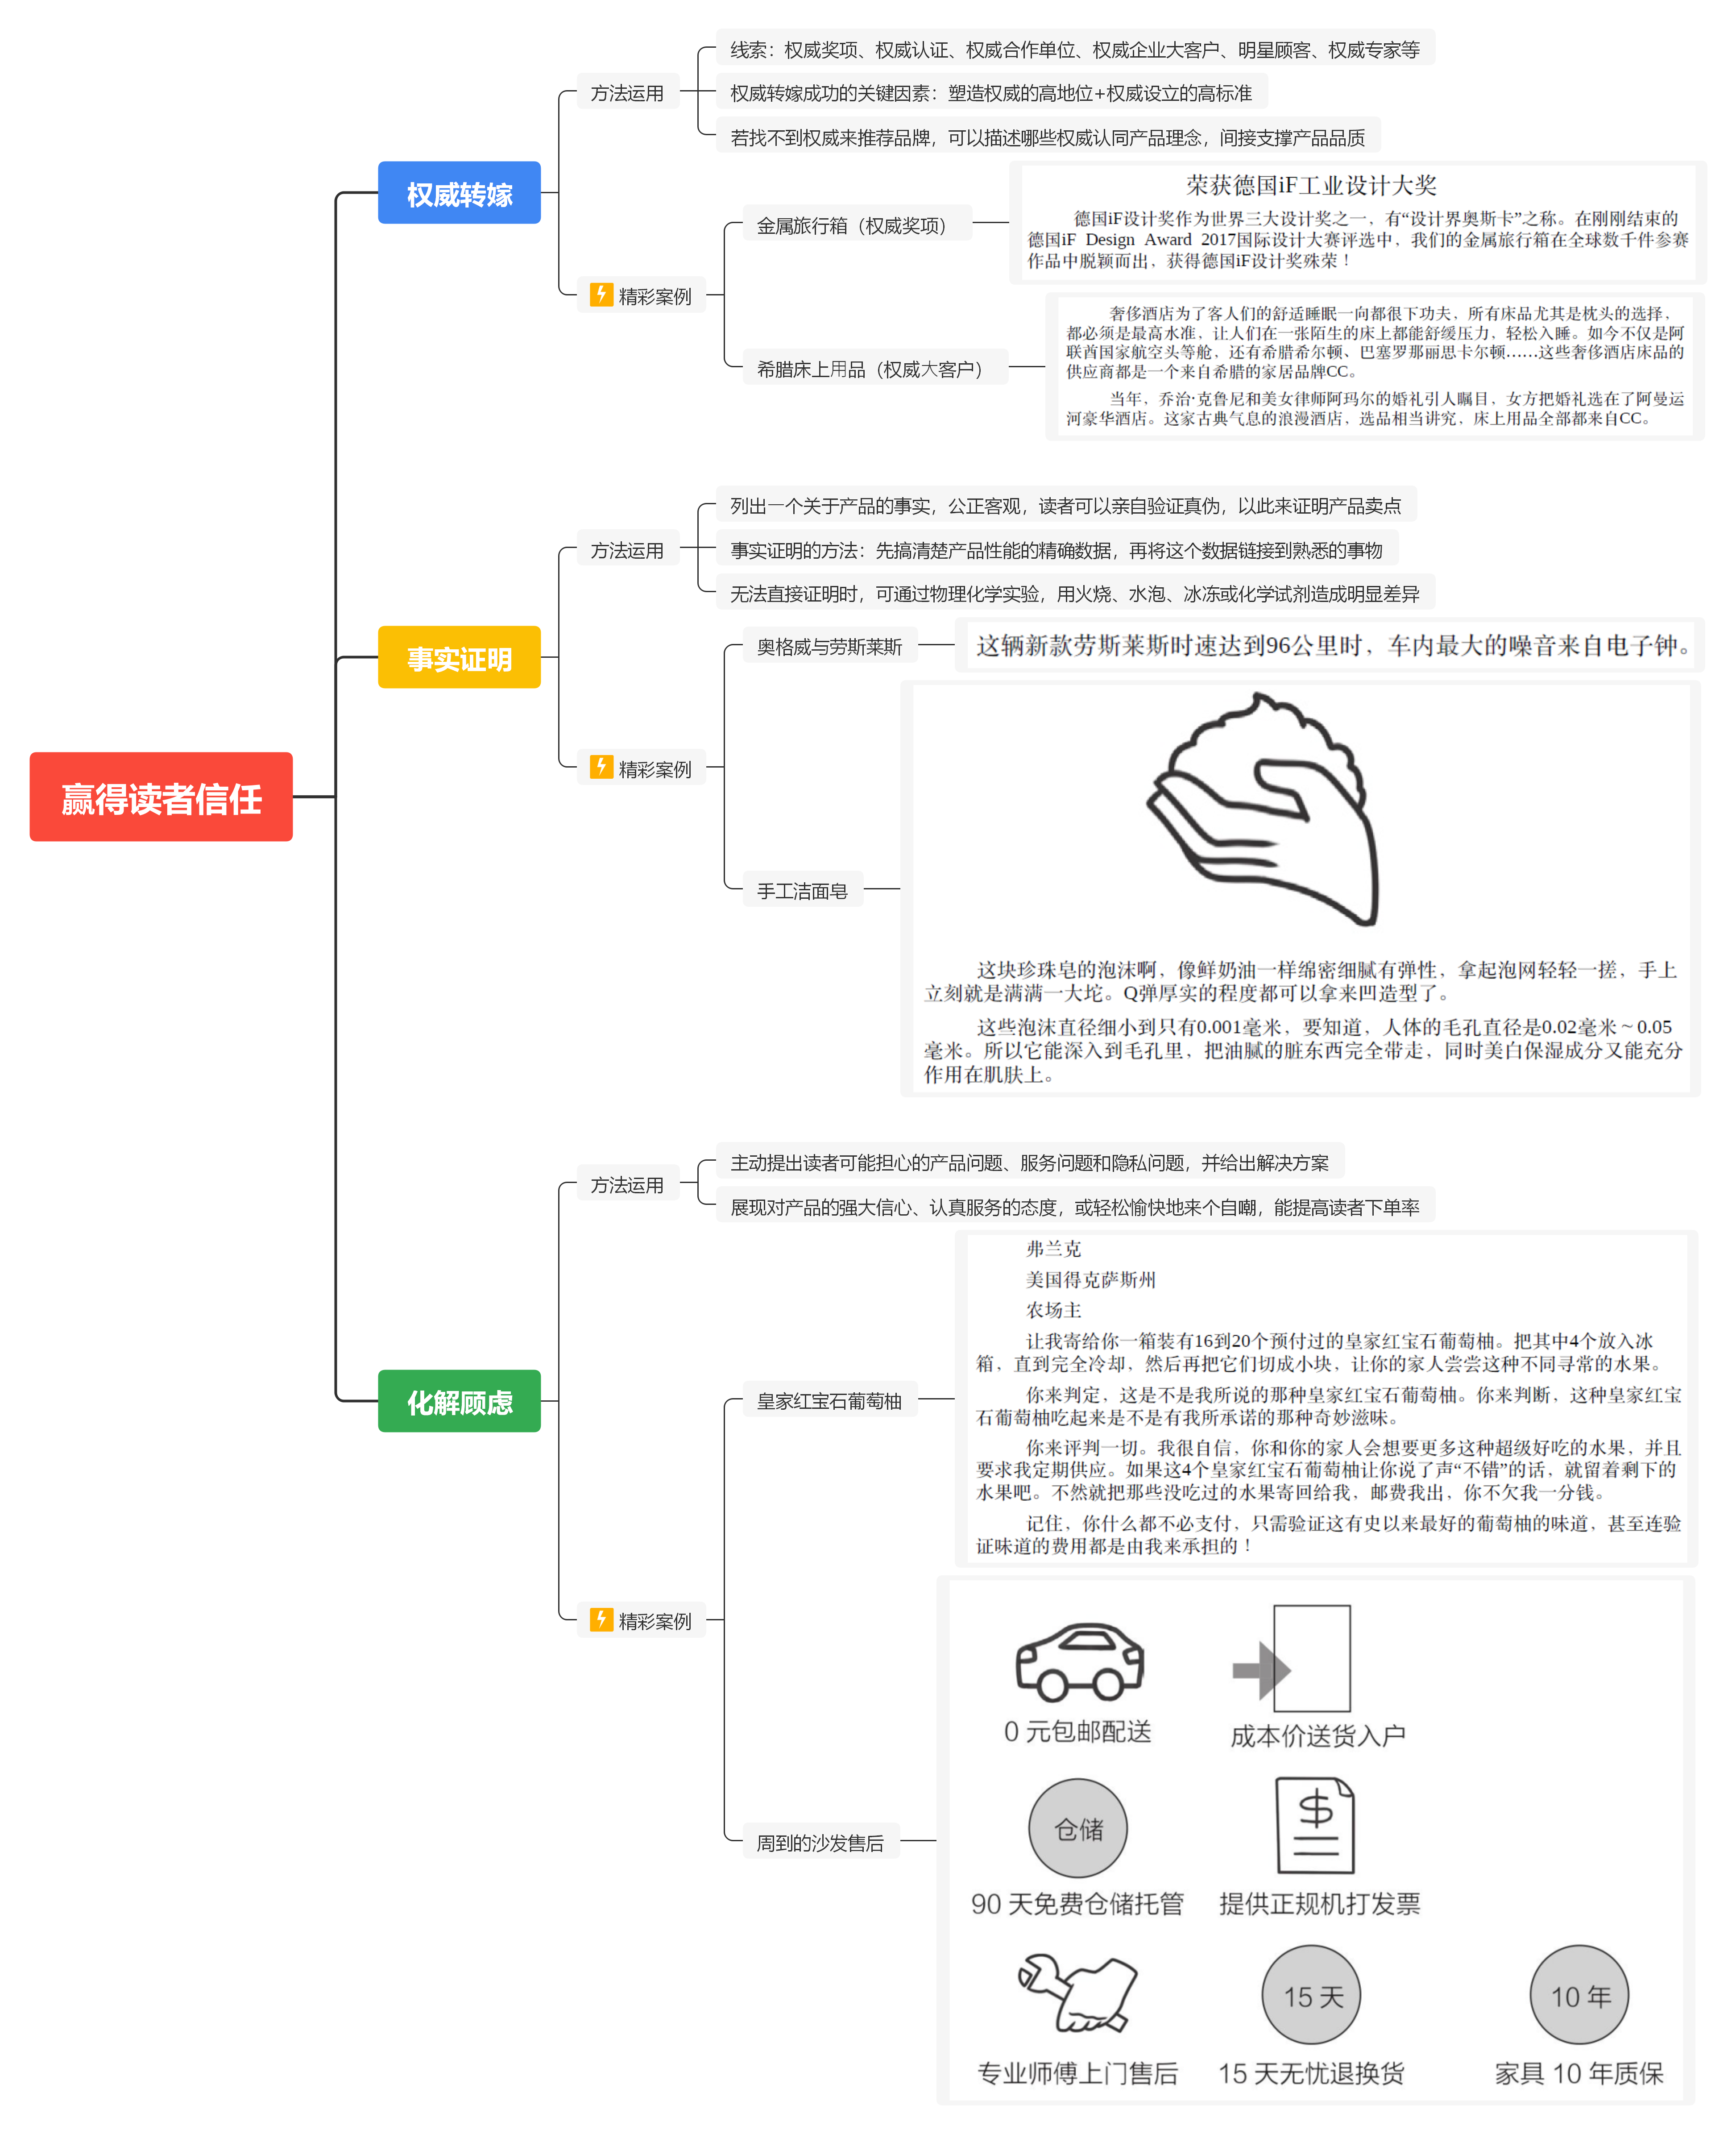 赢得读者信任
权威转嫁
方法运用
线索：权威奖项、权威认证、权威合作单位、权威企业大客户、明星顾客、权威专家等
权威转嫁成功的关键因素：塑造权威的高地位+权威设立的高标准
若找不到权威来推荐品牌，可以描述哪些权威认同产品理念，间接支撑产品品质
精彩案例
金属旅行箱（权威奖项）
荣获德国iF工业设计大奖
德国iF设计奖作为世界三大设计奖之一，有“设计界奥斯卡”之称。在刚刚结束的
德国iF Design Award 2017国际设计大赛评选中，我们的金属旅行箱在全球数千件参赛
作品中脱颖而出，获得德国iF设计奖殊荣！
希腊床上用品（权威大客户）
奢侈酒店为了客人们的舒适睡眠一向都很下功夫，所有床品尤其是枕头的选择，
都必须是最高水准，让人们在一张陌生的床上都能舒缓压力，轻松入睡。如今不仅是阿
联酋国家航空头等舱，还有希腊希尔顿、巴塞罗那丽思卡尔顿……这些奢侈酒店床品的
供应商都是一个来自希腊的家居品牌CC。
当年，乔治·克鲁尼和美女律师阿玛尔的婚礼引人瞩目，女方把婚礼选在了阿曼运
河豪华酒店。这家古典气息的浪漫酒店，选品相当讲究，床上用品全部都来自CC。
事实证明
方法运用
列出一个关于产品的事实，公正客观，读者可以亲自验证真伪，以此来证明产品卖点
事实证明的方法：先搞清楚产品性能的精确数据，再将这个数据链接到熟悉的事物
无法直接证明时，可通过物理化学实验，用火烧、水泡、冰冻或化学试剂造成明显差异
精彩案例
奥格威与劳斯莱斯
这辆新款劳斯莱斯时速达到96公里时，车内最大的噪音来自电子钟。
手工洁面皂
这块珍珠皂的泡沫啊，像鲜奶油一样绵密细腻有弹性，拿起泡网轻轻一搓，手上
立刻就是满满一大坨。Q弹厚实的程度都可以拿来凹造型了。
这些泡沫直径细小到只有0.001毫米，要知道，人体的毛孔直径是0.02毫米～0.05
毫米。所以它能深入到毛孔里，把油腻的脏东西完全带走，同时美白保湿成分又能充分
作用在肌肤上。
化解顾虑
方法运用
主动提出读者可能担心的产品问题、服务问题和隐私问题，并给出解决方案
展现对产品的强大信心、认真服务的态度，或轻松愉快地来个自嘲，能提高读者下单率
精彩案例
皇家红宝石葡萄柚
弗兰克
美国得克萨斯州
农场主
让我寄给你一箱装有16到20个预付过的皇家红宝石葡萄柚。把其中4个放入冰
箱，直到完全冷却，然后再把它们切成小块，让你的家人尝尝这种不同寻常的水果。
你来判定，这是不是我所说的那种皇家红宝石葡萄柚。你来判断，这种皇家红宝
石葡萄柚吃起来是不是有我所承诺的那种奇妙滋味。
你来评判一切。我很自信，你和你的家人会想要更多这种超级好吃的水果，并且
要求我定期供应。如果这4个皇家红宝石葡萄柚让你说了声“不错”的话，就留着剩下的
水果吧。不然就把那些没吃过的水果寄回给我，邮费我出，你不欠我一分钱。
记住，你什么都不必支付，只需验证这有史以来最好的葡萄柚的味道，甚至连验
证味道的费用都是由我来承担的！
周到的沙发售后
0 元包邮配送
成本价送货入户
仓储
$
90 天免费仓储托管
提供正规机打发票
15 天
10 年
专业师傅上门售后
15 天无忧退换货
家具 10 年质保